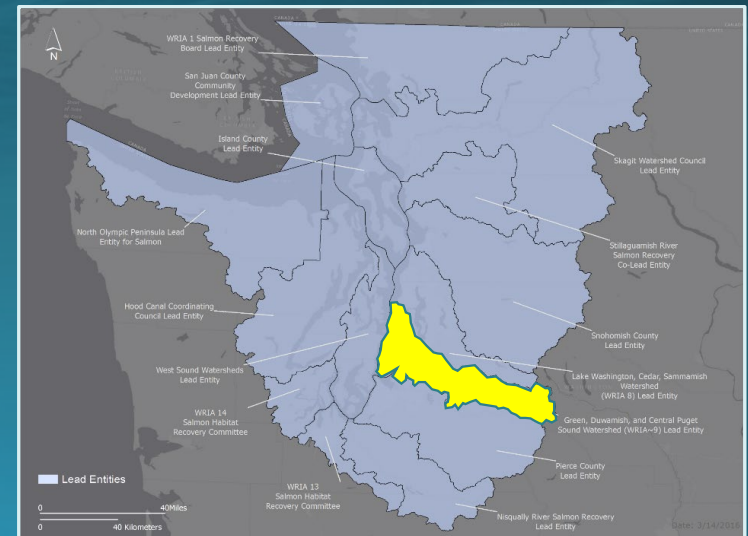 N
WRIA 1 Salmon Recovery
Board Lead Entity
San Juan County
Community
Development Lead Entity
Island County
Lead Entity
Skagit Watershed Council
Lead Entity
North Olympic Peninsula Lead
Entity for Salmon
Stillaguamish River
Salmon Recovery
Co-Lead Entity
Hood Canal Coordinating
Council Lead Entity
Snohomish County
Lead Entity
West Sound Watersheds
Lead Entity
Lake Washington, Cedar, Sammamish
Watershed
(WRIA 8) Lead Entity
WRIA 14
Salmon Habitat
Recovery Committee
Green, Duwamish, and Central Puget
Sound Watershed (WRIA~9) Lead Entity
Pierce County
Lead Entity
WRIA 13
Salmon Habitat
Recovery Committee
Nisqually River Salmon Recovery
Lead Entity
Lead Entities
0 40Miles
0 40 Kilometers
Date: 3/14/2016